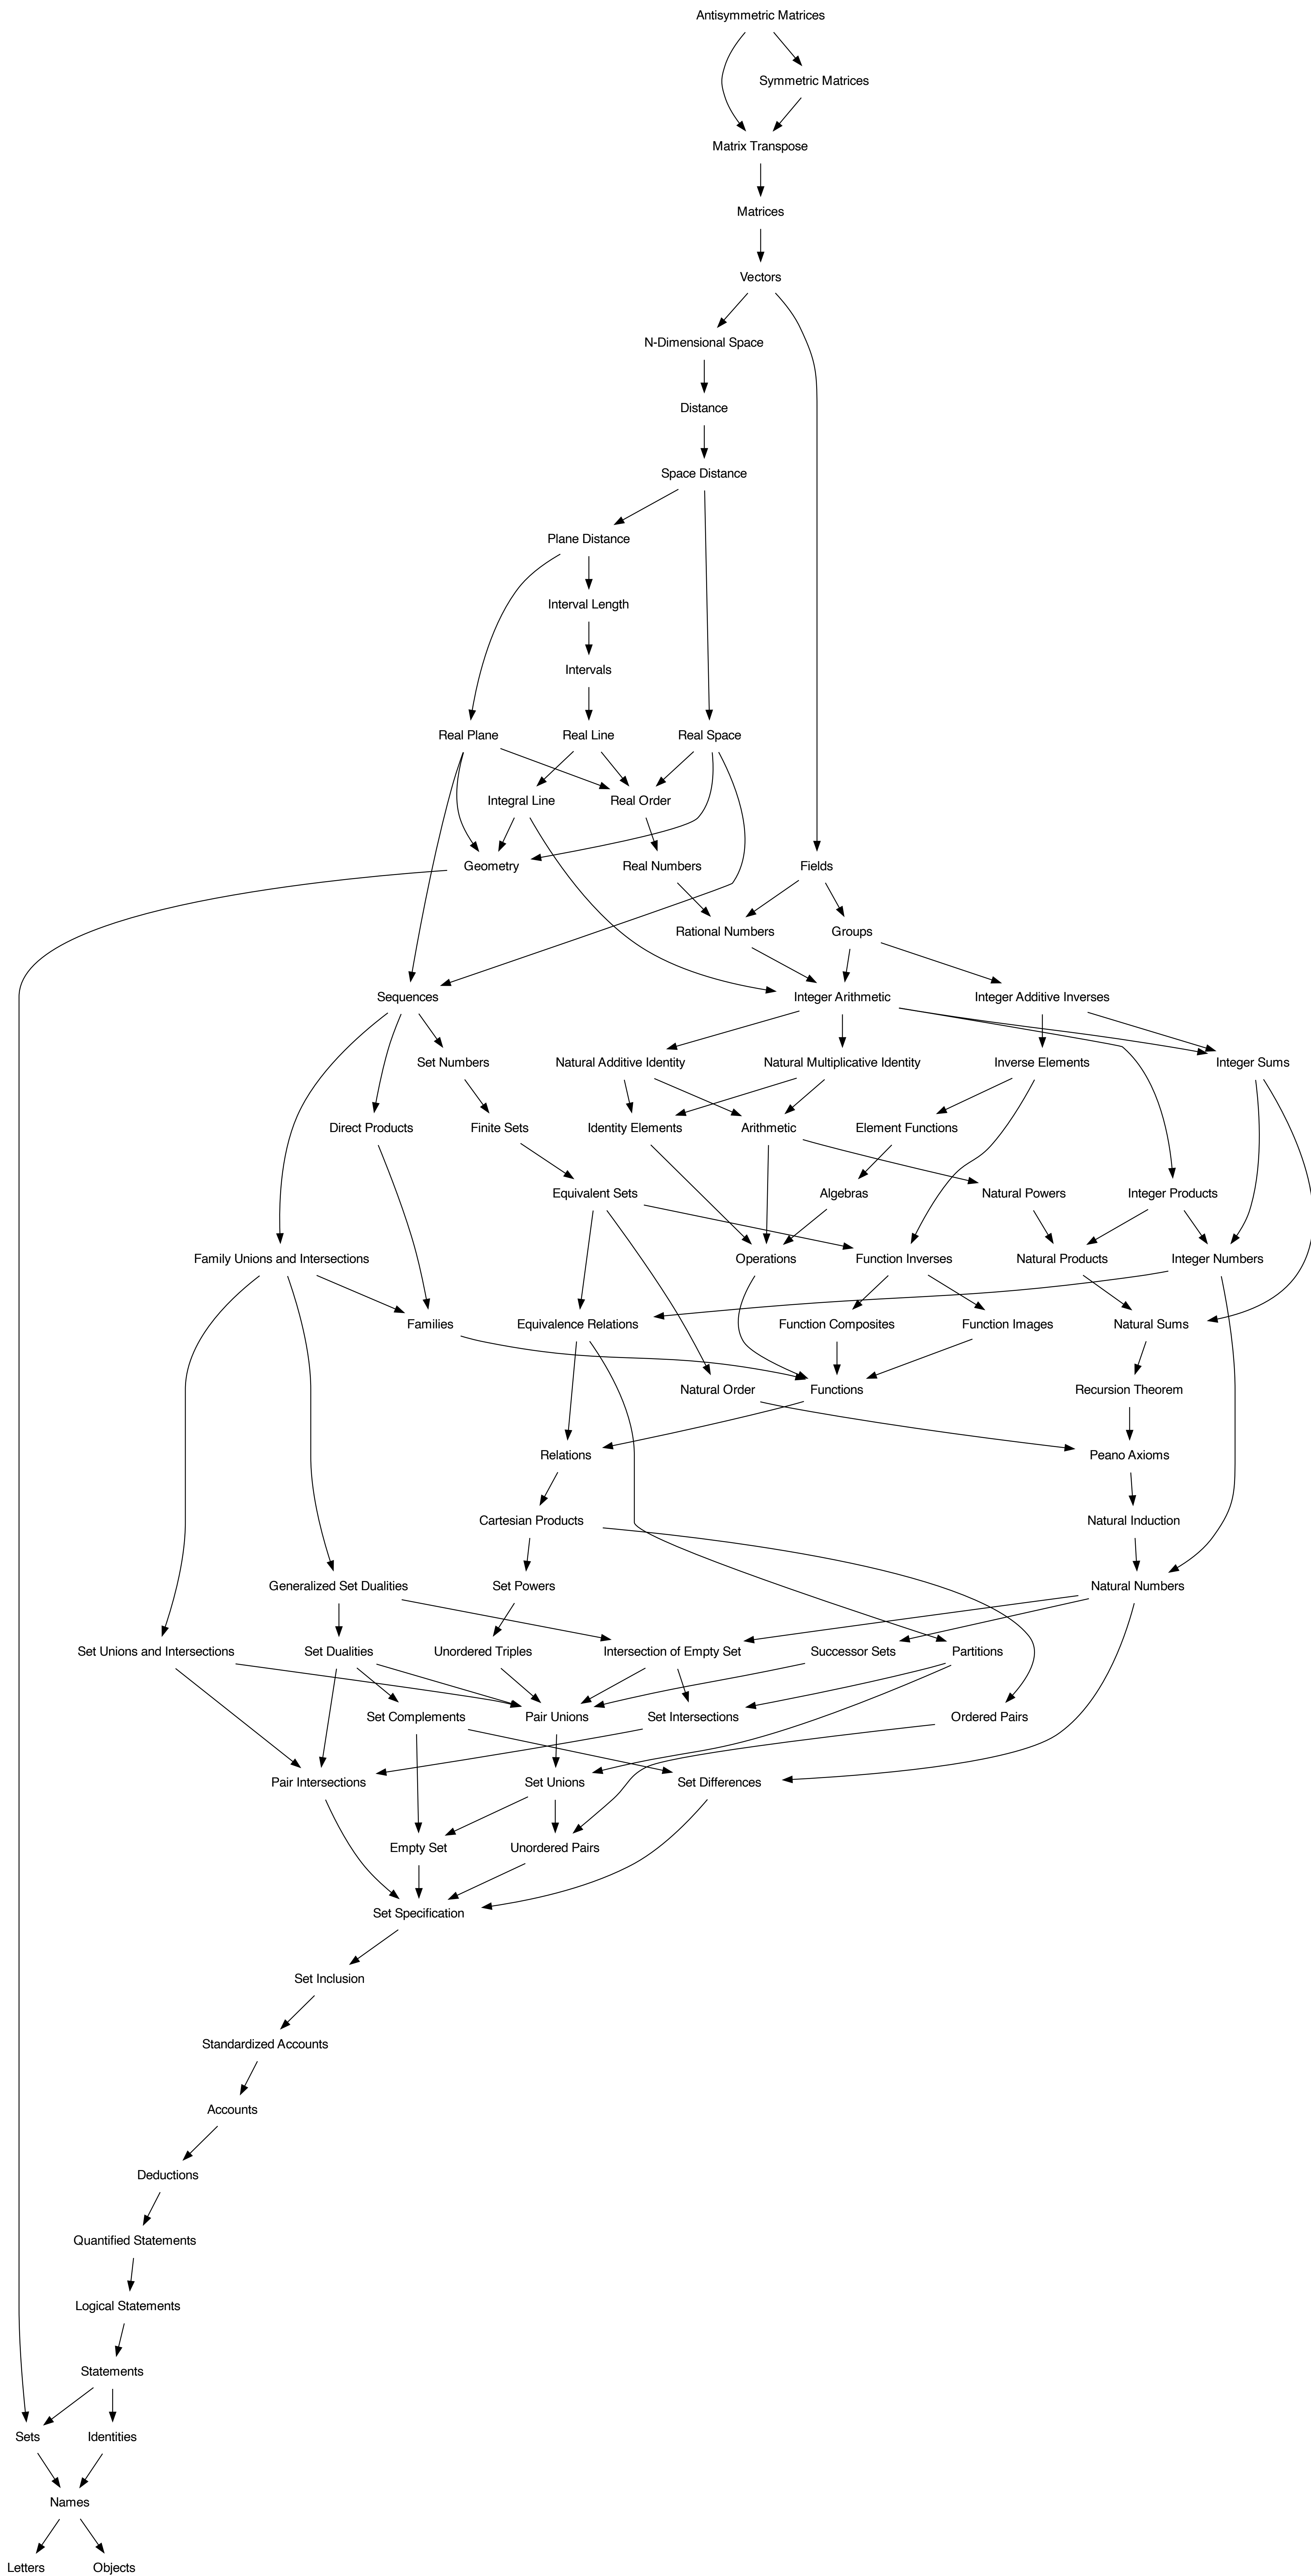 Antisymmetric Matrices
Symmetric Matrices
Matrix Transpose
Matrices
Vectors
N-Dimensional Space
Distance
Space Distance
Plane Distance
Interval Length
Intervals
Real Plane
Real Line
Real Space
Integral Line
Real Order
Geometry
Real Numbers
Fields
Rational Numbers
Groups
Sequences
Integer Arithmetic
Integer Additive Inverses
Set Numbers
Natural Additive Identity
Natural Multiplicative Identity
Inverse Elements
Integer Sums
Direct Products
Finite Sets
Identity Elements
Arithmetic
Element Functions
Equivalent Sets
Algebras
Natural Powers
Integer Products
Family Unions and Intersections
Operations
Function Inverses
Natural Products
Integer Numbers
Families
Equivalence Relations
Function Composites
Function Images
Natural Sums
Natural Order
Functions
Recursion Theorem
Relations
Peano Axioms
Cartesian Products
Natural Induction
Generalized Set Dualities
Set Powers
Natural Numbers
Set Unions and Intersections
Set Dualities
Unordered Triples
Intersection of Empty Set
Successor Sets
Partitions
Set Complements
Pair Unions
Set Intersections
Ordered Pairs
Pair Intersections
Set Unions
Set Differences
Empty Set
Unordered Pairs
Set Specification
Set Inclusion
Standardized Accounts
Accounts
Deductions
Quantified Statements
Logical Statements
Statements
Sets
Identities
Names
Letters
Objects